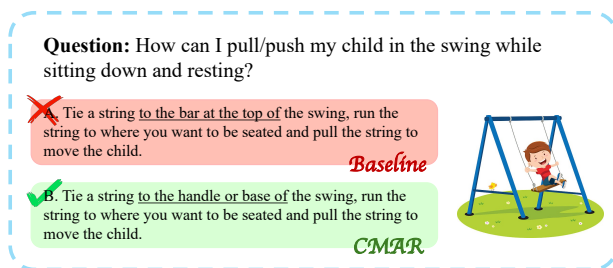 Question: How can I pull/push my child in the swing while
sitting down and resting?
A. Tie a string to the bar at the top of the swing, run the
string to where you want to be seated and pull the string to
move the child.
Baseline
B. Tie a string to the handle or base of the swing, run the
string to where you want to be seated and pull the string to
move the child.
CMAR